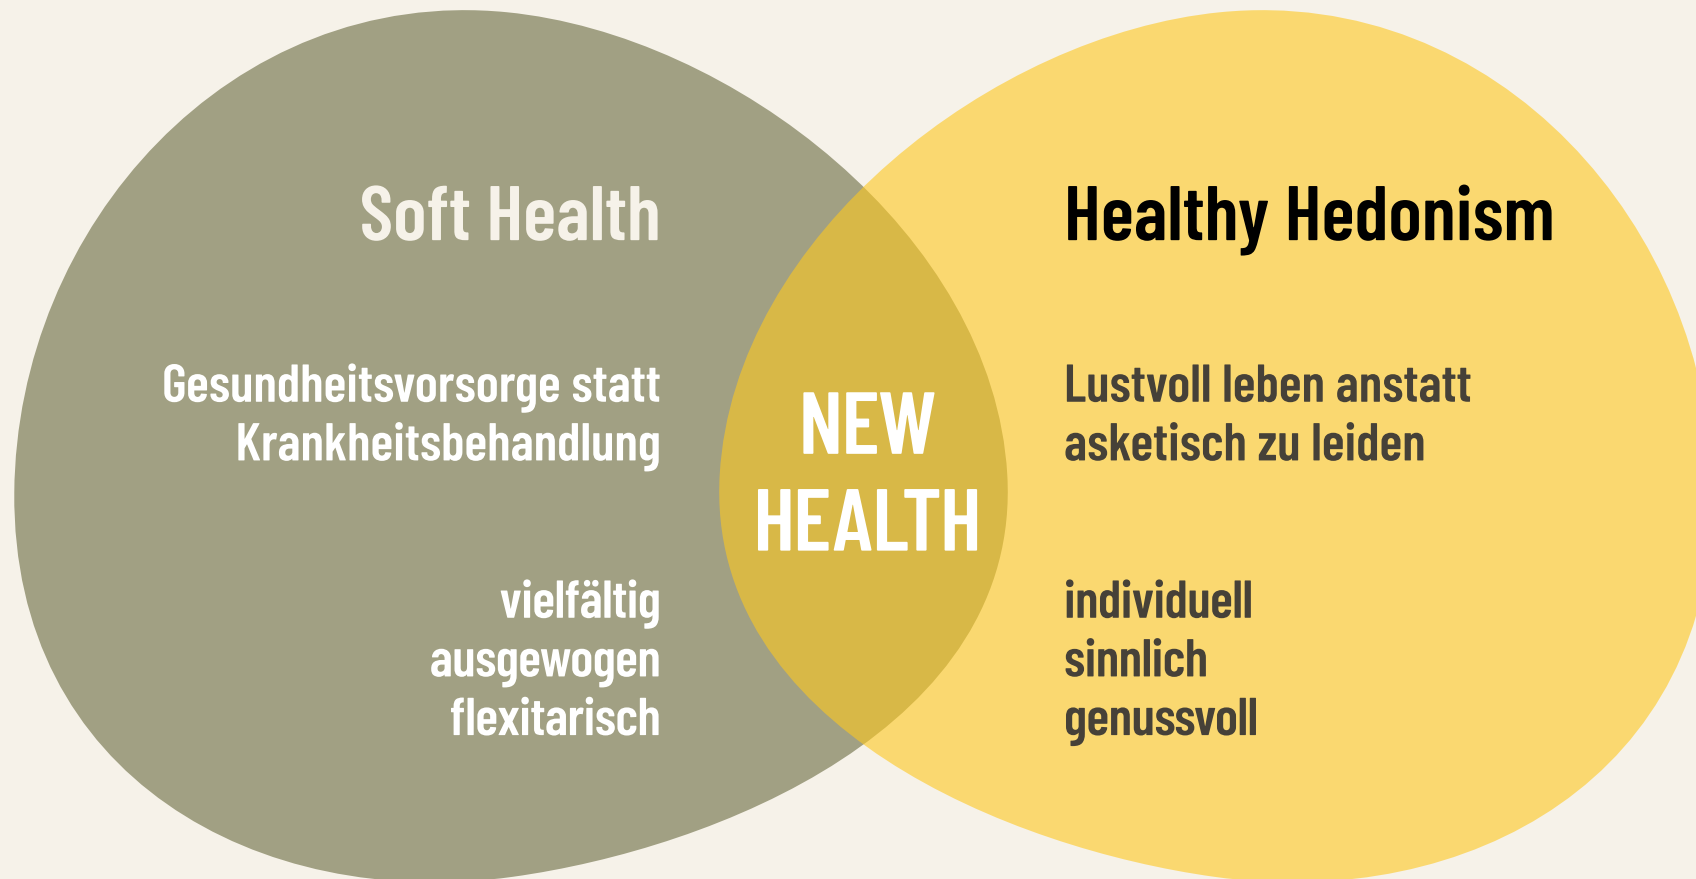 Soft Health
Gesundheitsvorsorge statt
Krankheitsbehandlung
vielfältig
ausgewogen
flexitarisch
NEW
HEALTH
Healthy Hedonism
Lustvoll leben anstatt
asketisch zu leiden
individuell
sinnlich
genussvoll